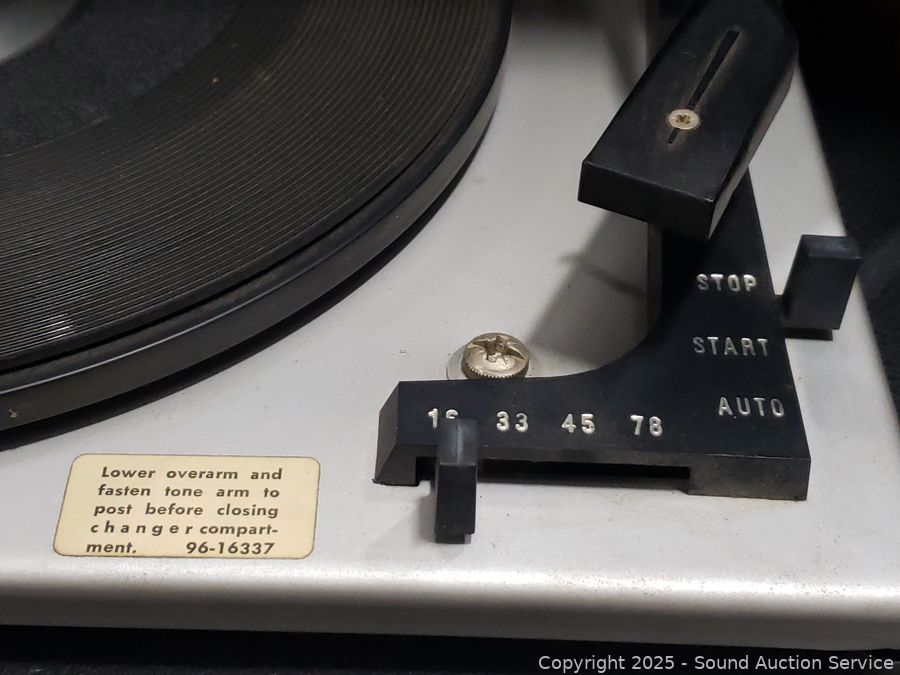 STOP
START
AUTO
16 33 45 78
Lower overarm and
fasten tone arm to
post before closing
changer compart-
ment. 96-16337
Copyright 2025 - Sound Auction Service